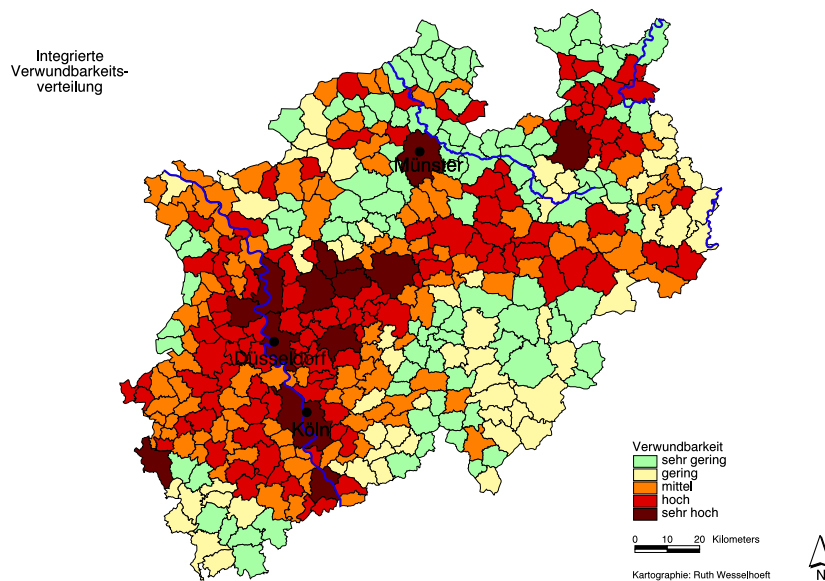 Integrierte
Verwundbarkeits-
verteilung
Münster
Düsseldorf
Köln
Verwundbarkeit
sehr gering
gering
mittel
hoch
sehr hoch
0 10 20 Kilometers
Kartographie: Ruth Wesselhoeft
N